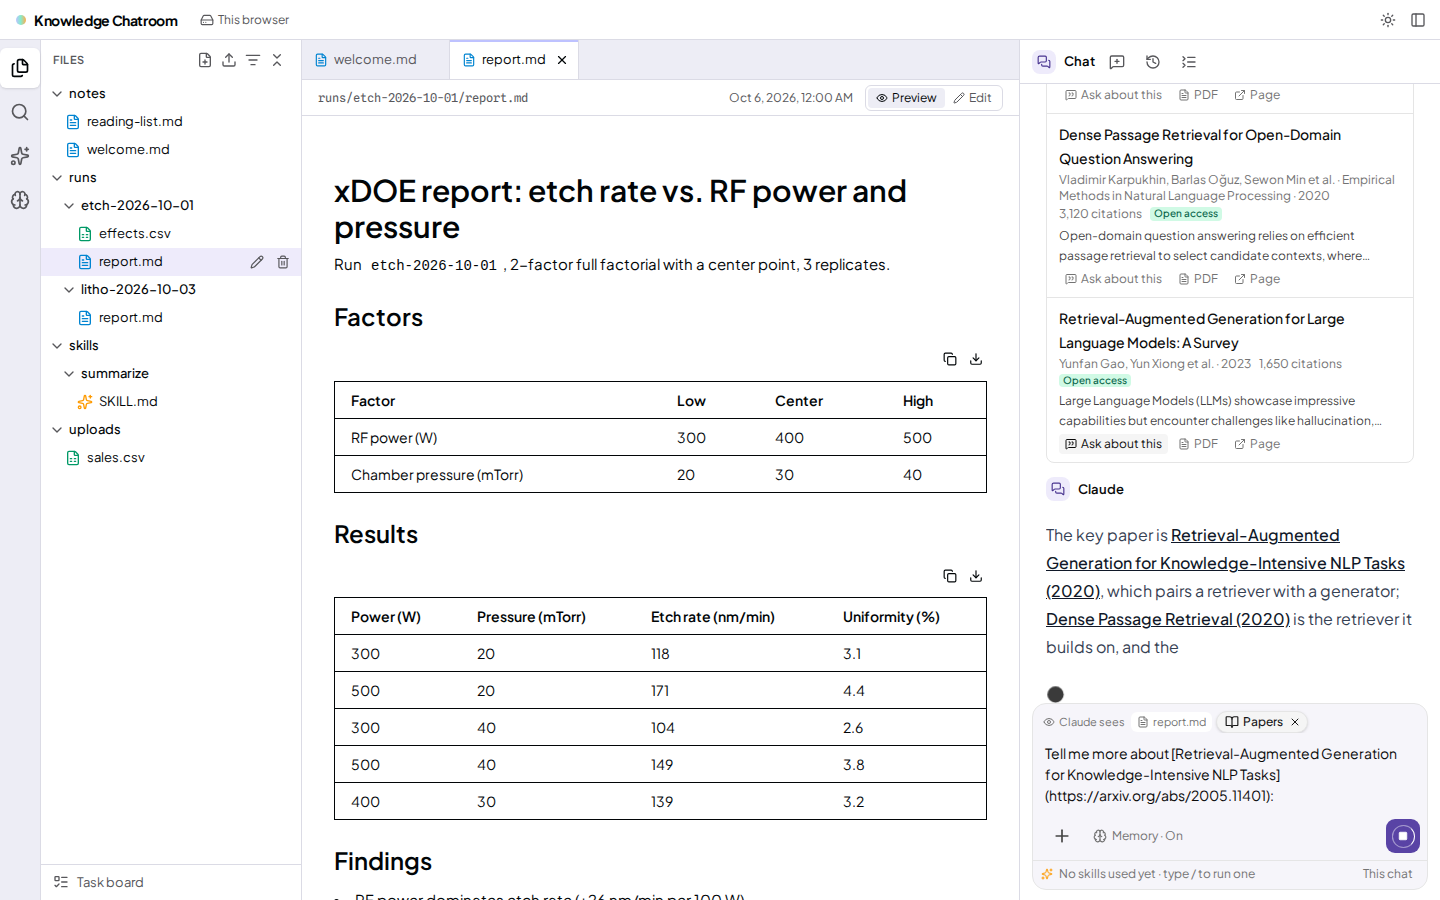 Knowledge Chatroom
This browser
FILES
notes
reading-list.md
welcome.md
runs
etch-2026-10-01
effects.csv
report.md
litho-2026-10-03
report.md
skills
summarize
SKILL.md
uploads
sales.csv
Task board
welcome.md
report.md
runs/etch-2026-10-01/report.md
Oct 6, 2026, 12:00 AM
Preview
Edit
xDOE report: etch rate vs. RF power and
pressure
Run etch-2026-10-01 , 2-factor full factorial with a center point, 3 replicates.
Factors
Factor Low Center High
RF power (W) 300 400 500
Chamber pressure (mTorr) 20 30 40
Results
Power (W) Pressure (mTorr) Etch rate (nm/min) Uniformity (%)
300 20 118 3.1
500 20 171 4.4
300 40 104 2.6
500 40 149 3.8
400 30 139 3.2
Findings
RF power dominates etch rate (+26 nm/min per 100 W)
Chat
Ask about this PDF Page
Dense Passage Retrieval for Open-Domain
Question Answering
Vladimir Karpukhin, Barlas Oğuz, Sewon Min et al. · Empirical
Methods in Natural Language Processing · 2020
3,120 citations Open access
Open-domain question answering relies on efficient
passage retrieval to select candidate contexts, where...
Ask about this PDF Page
Retrieval-Augmented Generation for Large
Language Models: A Survey
Yunfan Gao, Yun Xiong et al. · 2023 1,650 citations
Open access
Large Language Models (LLMs) showcase impressive
capabilities but encounter challenges like hallucination,...
Ask about this PDF Page
Claude
The key paper is Retrieval-Augmented
Generation for Knowledge-Intensive NLP Tasks
(2020), which pairs a retriever with a generator;
Dense Passage Retrieval (2020) is the retriever it
builds on, and the
Claude sees report.md Papers
Tell me more about [Retrieval-Augmented Generation
for Knowledge-Intensive NLP Tasks]
(https://arxiv.org/abs/2005.11401):
Memory · On
No skills used yet · type / to run one
This chat